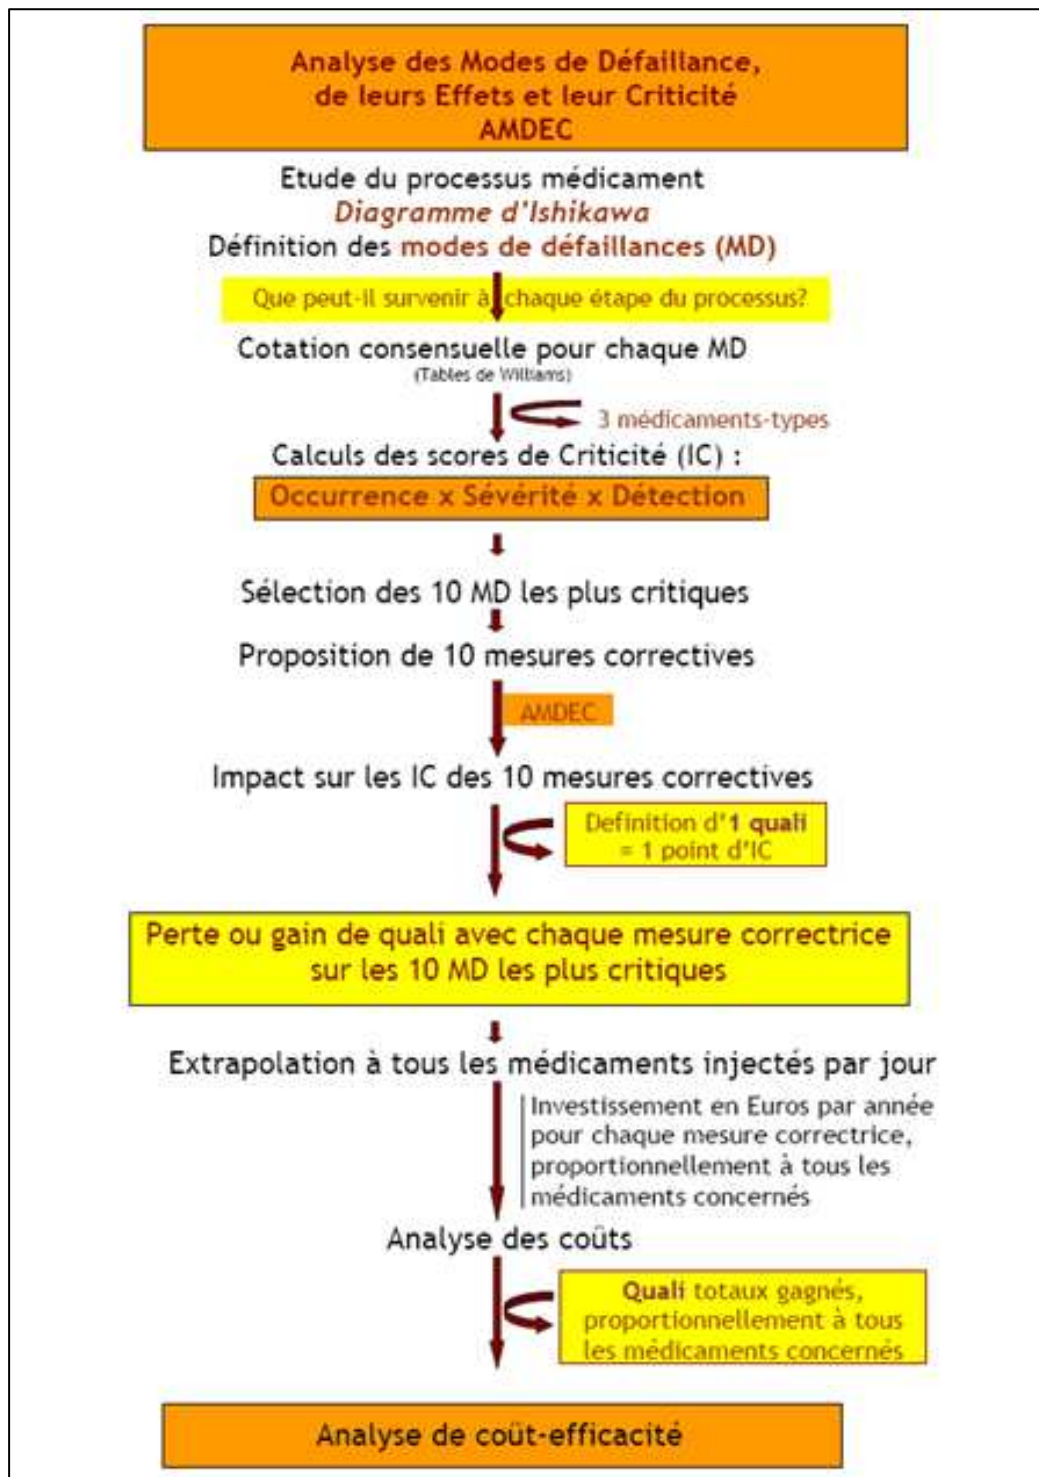 Analyse des Modes de Défaillance,
de leurs Effets et leur Criticité
AMDEC
Etude du processus médicament
Diagramme d'Ishikawa
Définition des modes de défaillances (MD)
Que peut-il survenir à chaque étape du processus?
Cotation consensuelle pour chaque MD
(Tables de Williams)
3 médicaments-types
Calculs des scores de Criticité (IC) :
Occurrence x Sévérité x Détection
Sélection des 10 MD les plus critiques
Proposition de 10 mesures correctives
AMDEC
Impact sur les IC des 10 mesures correctives
Definition d'1 quali
= 1 point d'IC
Perte ou gain de quali avec chaque mesure correctrice
sur les 10 MD les plus critiques
Extrapolation à tous les médicaments injectés par jour
Investissement en Euros par année
pour chaque mesure correctrice,
proportionnellement à tous les
médicaments concernés
Analyse des coûts
Quali totaux gagnés,
proportionnellement à tous
les médicaments concernés
Analyse de coût-efficacité